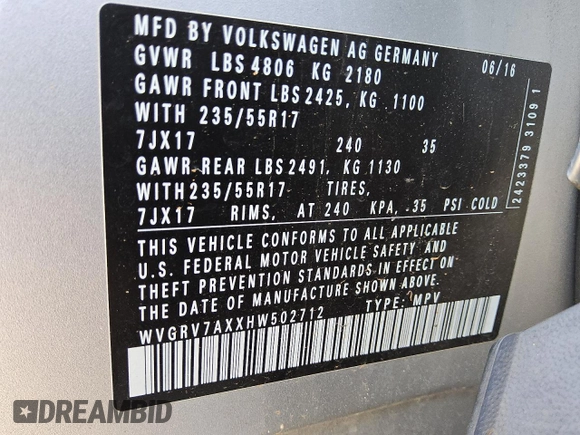 MFD BY VOLKSWAGEN AG GERMANY
GVWR LBS 4806 KG 2180 06/16
GAWR FRONT LBS 2425, KG 1100
WITH 235/55R17
7JX17 240 35
GAWR REAR LBS 2491, KG 1130
WITH 235/55R17 TIRES,
7JX17 RIMS, AT 240 KPA, 35 PSI COLD
THIS VEHICLE CONFORMS TO ALL APPLICABLE
U.S. FEDERAL MOTOR VEHICLE SAFETY AND
THEFT PREVENTION STANDARDS IN EFFECT ON
THE DATE OF MANUFACTURE SHOWN ABOVE.
WVGRV7AXXHW502712 TYPE: MPV
2423379 3109 1
DREAMBID